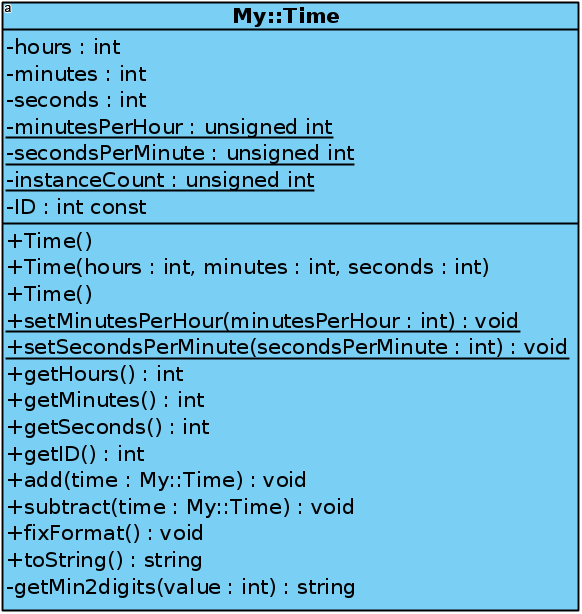 a
My::Time
-hours : int
-minutes : int
-seconds : int
-minutesPerHour : unsigned int
-secondsPerMinute : unsigned int
-instanceCount : unsigned int
-ID : int const
+Time()
+Time(hours : int, minutes : int, seconds : int)
+Time()
+setMinutesPerHour(minutesPerHour : int) : void
+setSecondsPerMinute(secondsPerMinute : int) : void
+getHours() : int
+getMinutes() : int
+getSeconds() : int
+getID() : int
+add(time : My::Time) : void
+subtract(time : My::Time) : void
+fixFormat() : void
+toString() : string
-getMin2digits(value : int) : string